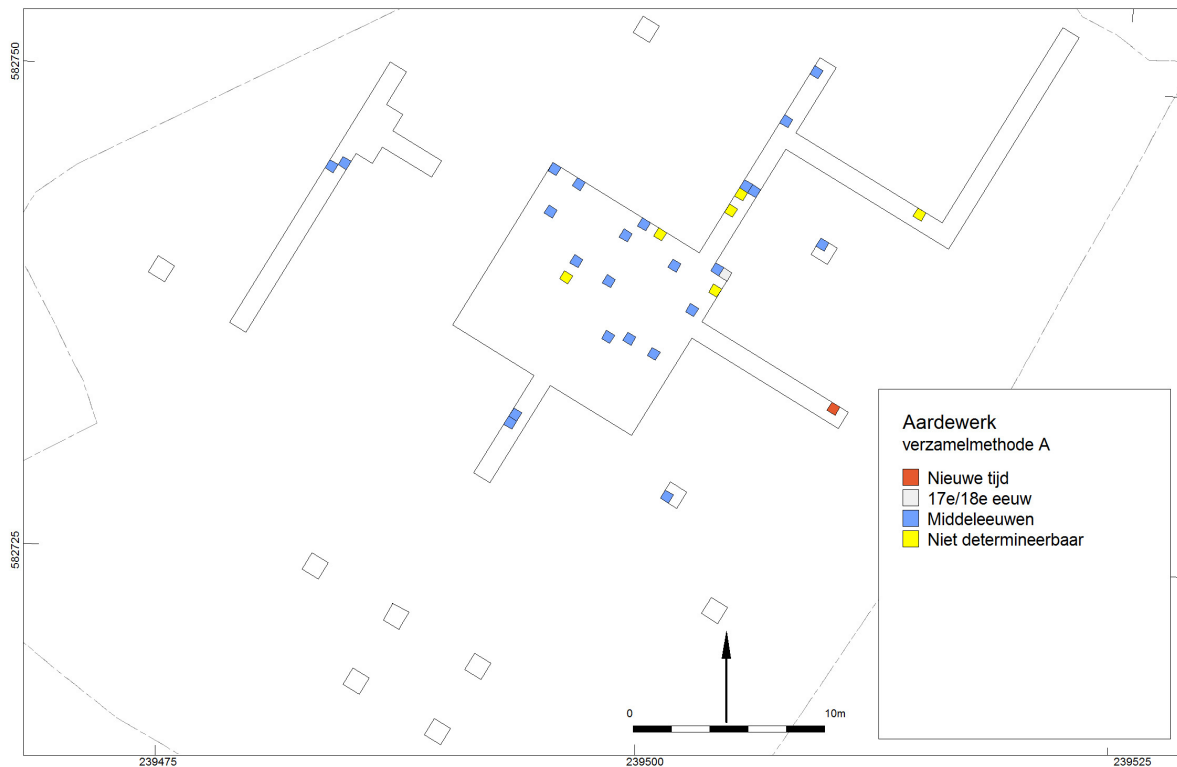 582750
582725
Aardewerk
verzamelmethode A
Nieuwe tijd
17e/18e eeuw
Middeleeuwen
Niet determineerbaar
0 10m
239475 239500 239525